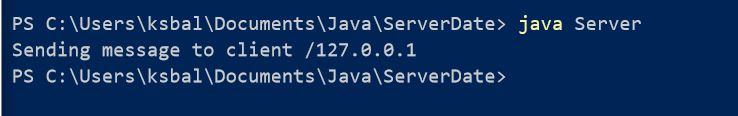 PS C:\Users\ksbal\Documents\Java\ServerDate> java Server
Sending message to client /127.0.0.1
PS C:\Users\ksbal\Documents\Java\ServerDate>